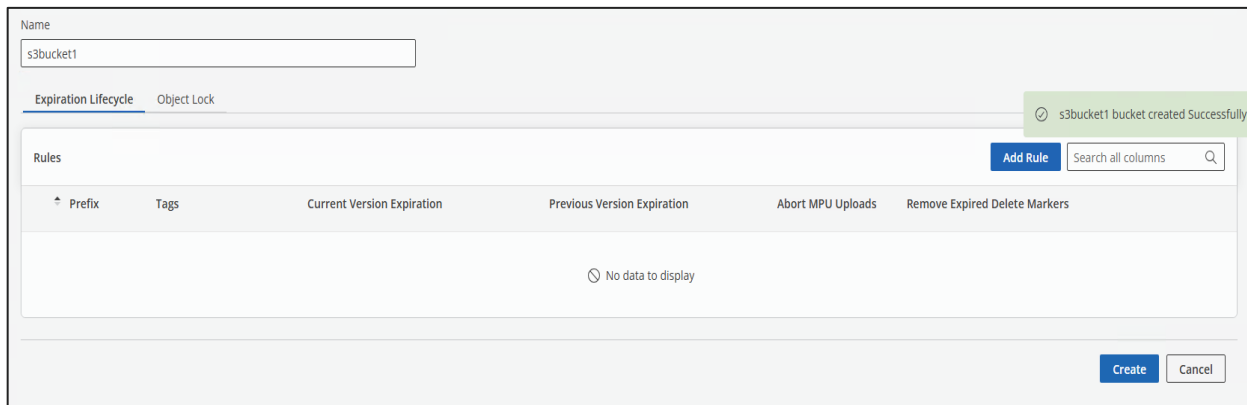 Name
s3bucket1
Expiration Lifecycle Object Lock
s3bucket1 bucket created Successfully
Rules Add Rule Search all columns
Prefix Tags Current Version Expiration Previous Version Expiration Abort MPU Uploads Remove Expired Delete Markers
No data to display
Create Cancel